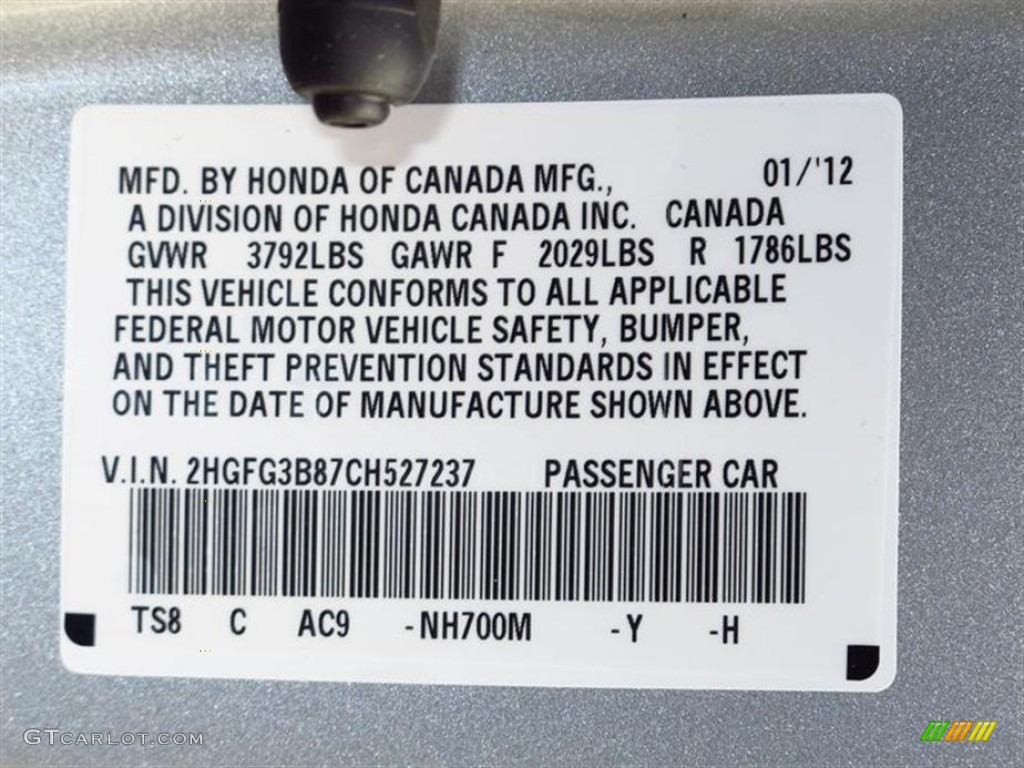 MFD. BY HONDA OF CANADA MFG., 01/'12
A DIVISION OF HONDA CANADA INC. CANADA
GVWR 3792LBS GAWR F 2029LBS R 1786LBS
THIS VEHICLE CONFORMS TO ALL APPLICABLE
FEDERAL MOTOR VEHICLE SAFETY, BUMPER,
AND THEFT PREVENTION STANDARDS IN EFFECT
ON THE DATE OF MANUFACTURE SHOWN ABOVE.
V.I.N. 2HGFG3B87CH527237 PASSENGER CAR
TS8 C AC9 -NH700M -Y -H
GTCARLOT.COM